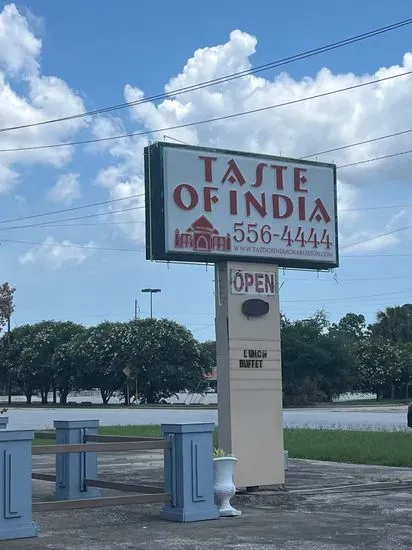 TASTE
OF INDIA
556-4444
WWW.TASTEOFINDIACHARLESTON.COM
OPEN
LUNCH
BUFFET